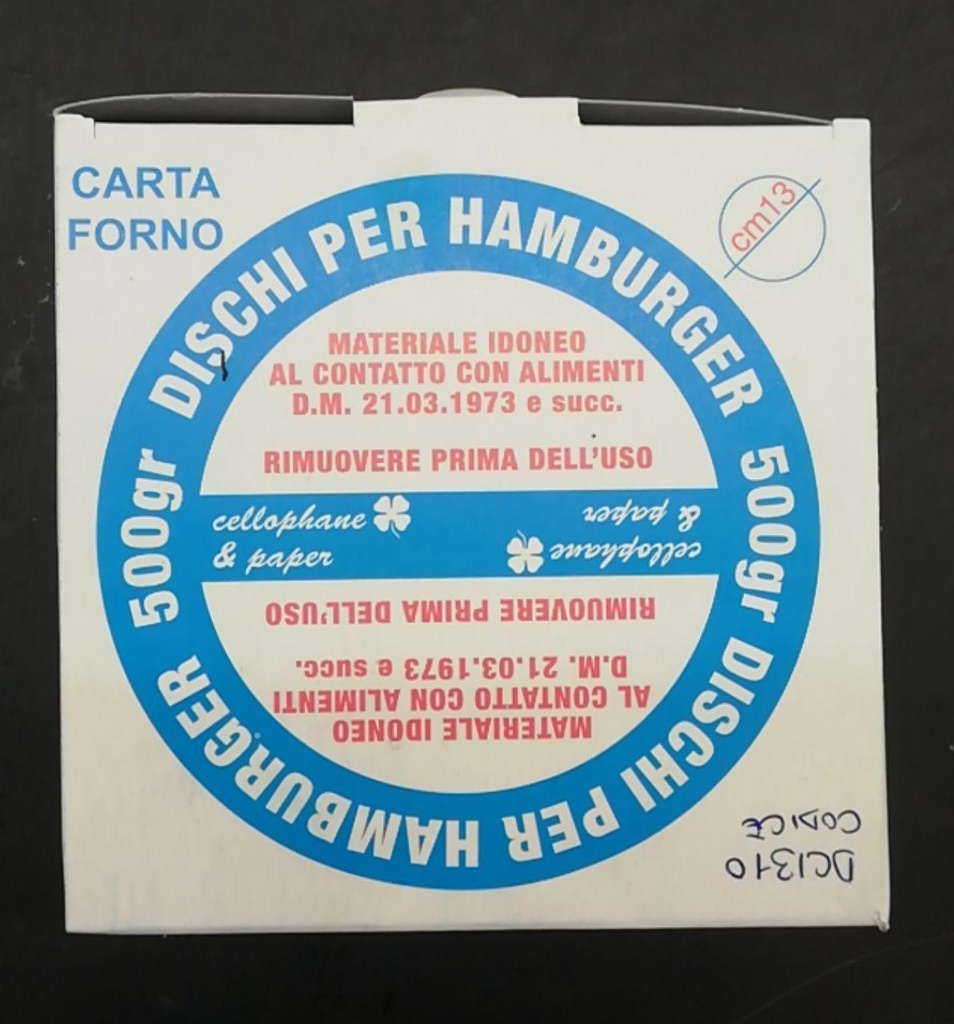 CARTA
FORNO
cm13
DISCHI PER HAMBURGER 500gr DISCHI PER HAMBURGER 500gr
MATERIALE IDONEO
AL CONTATTO CON ALIMENTI
D.M. 21.03.1973 e succ.
RIMUOVERE PRIMA DELL'USO
cellophane
& paper
cellophane
& paper
MATERIALE IDONEO
AL CONTATTO CON ALIMENTI
D.M. 21.03.1973 e succ.
RIMUOVERE PRIMA DELL'USO
DC1310
CODICE